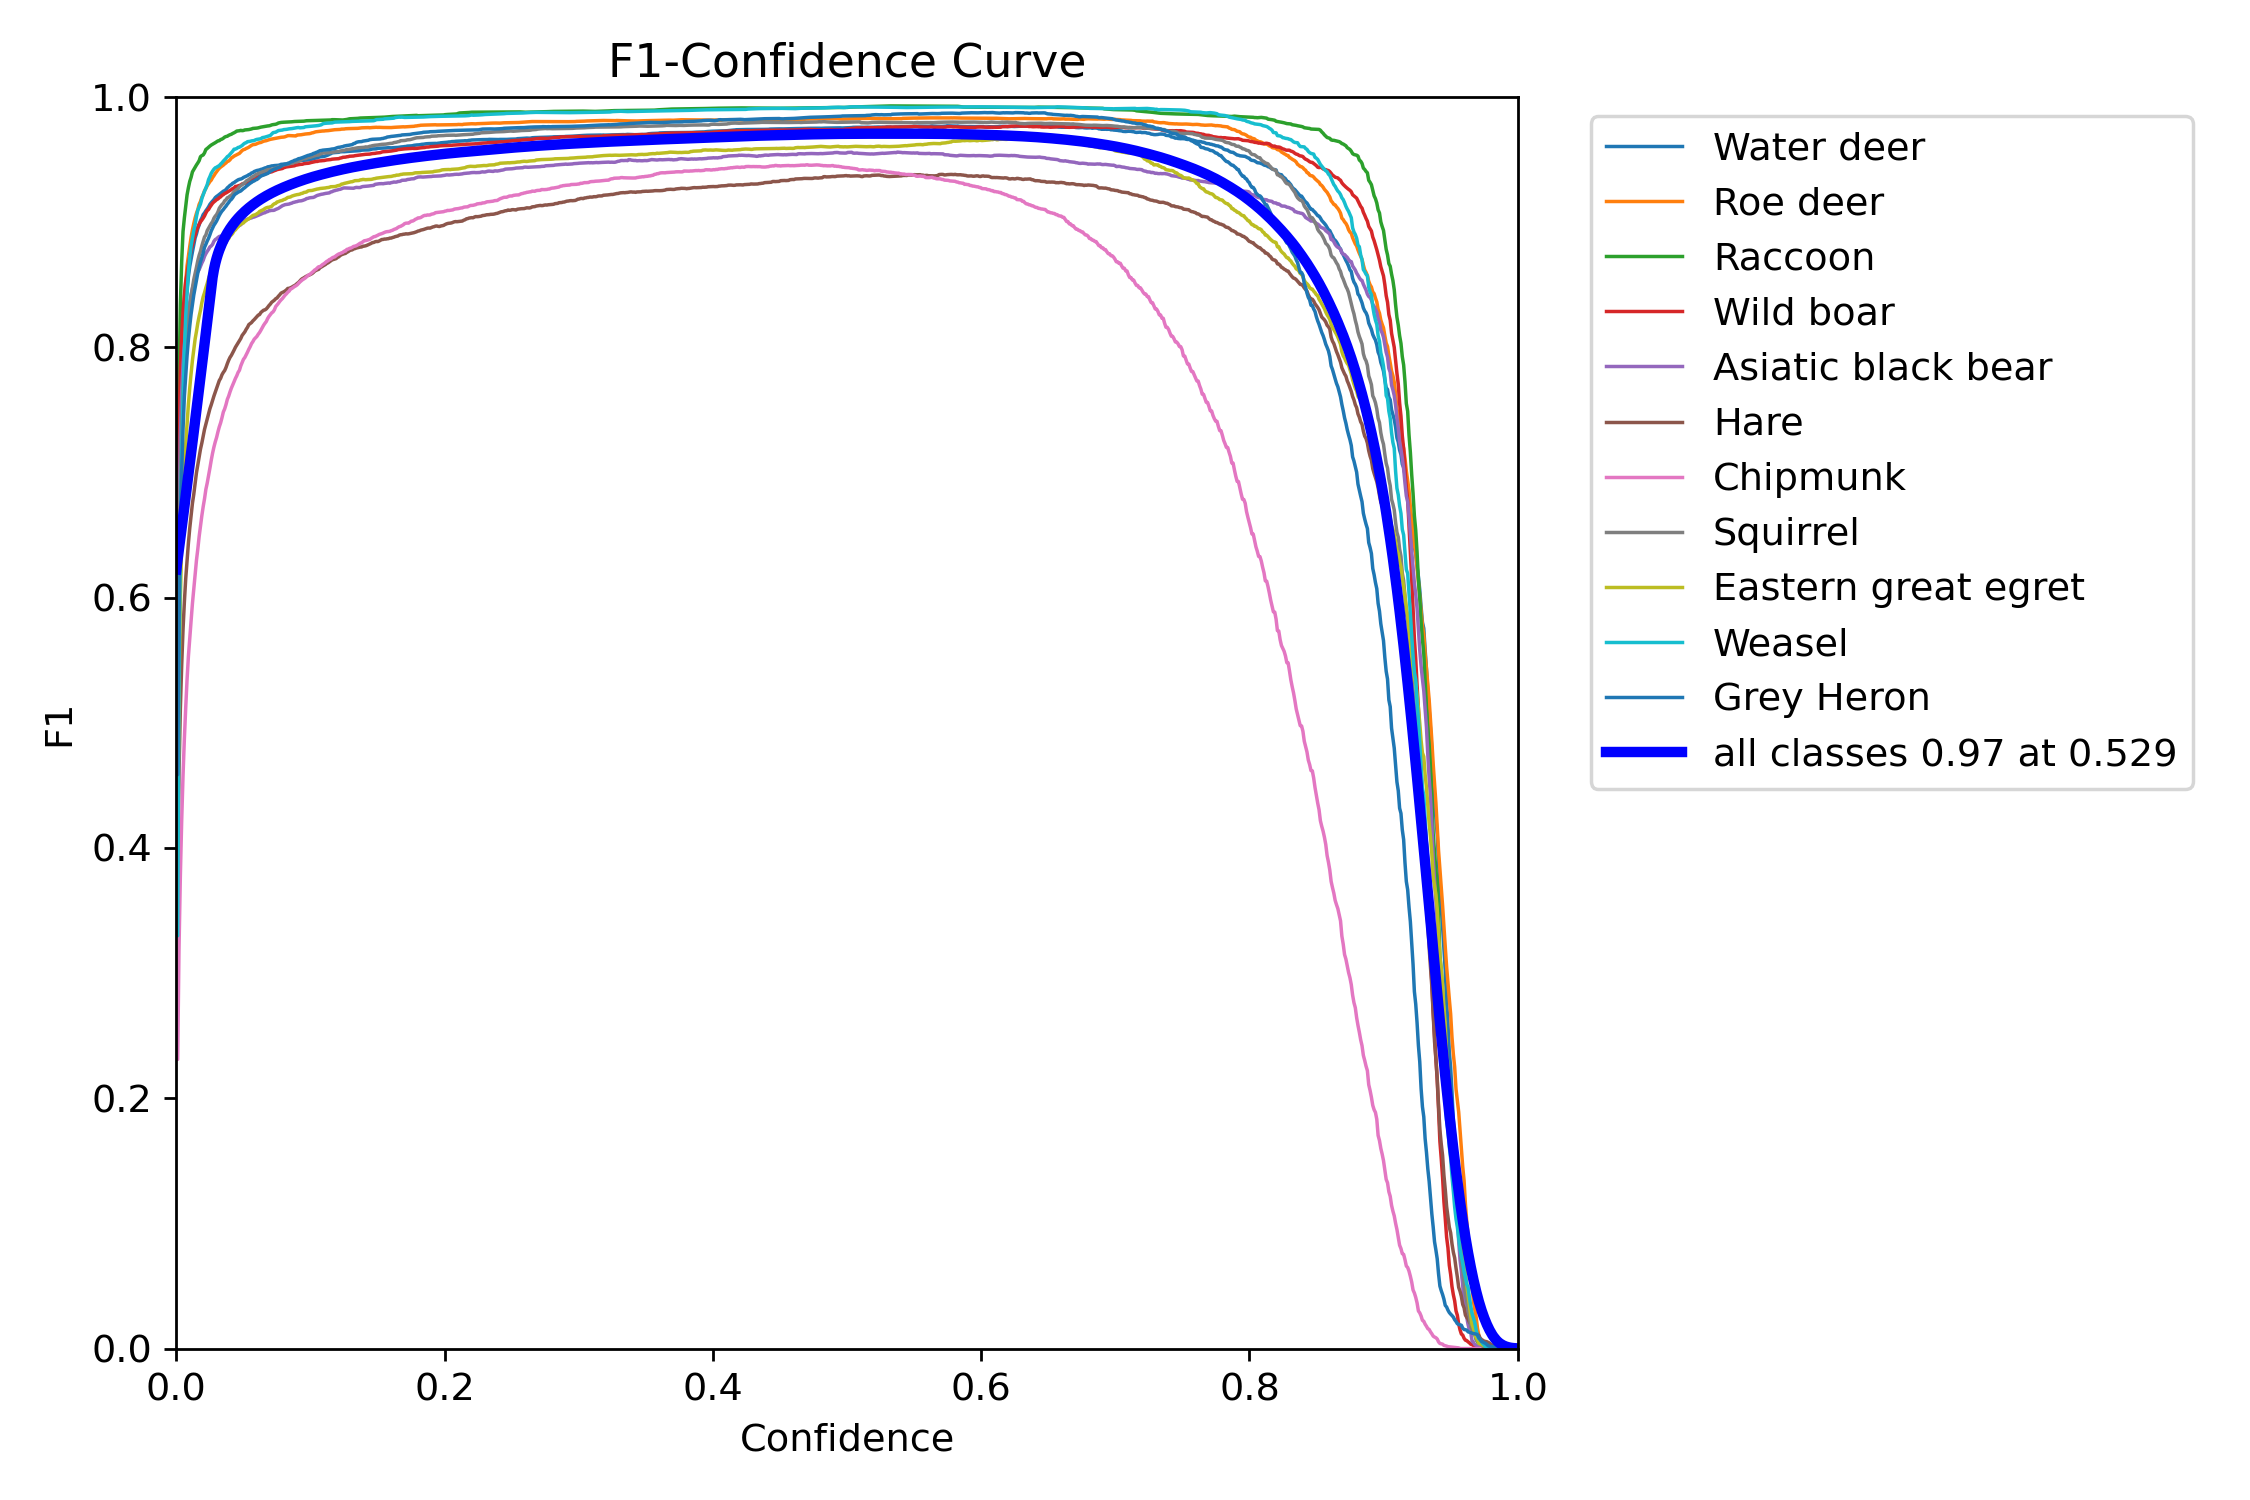 F1-Confidence Curve
1.0
0.8
0.6
0.4
0.2
0.0
F1
0.0 0.2 0.4 0.6 0.8 1.0
Confidence
Water deer
Roe deer
Raccoon
Wild boar
Asiatic black bear
Hare
Chipmunk
Squirrel
Eastern great egret
Weasel
Grey Heron
all classes 0.97 at 0.529